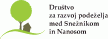 Društvo
za razvoj podeželja
med Snežnikom
in Nanosom